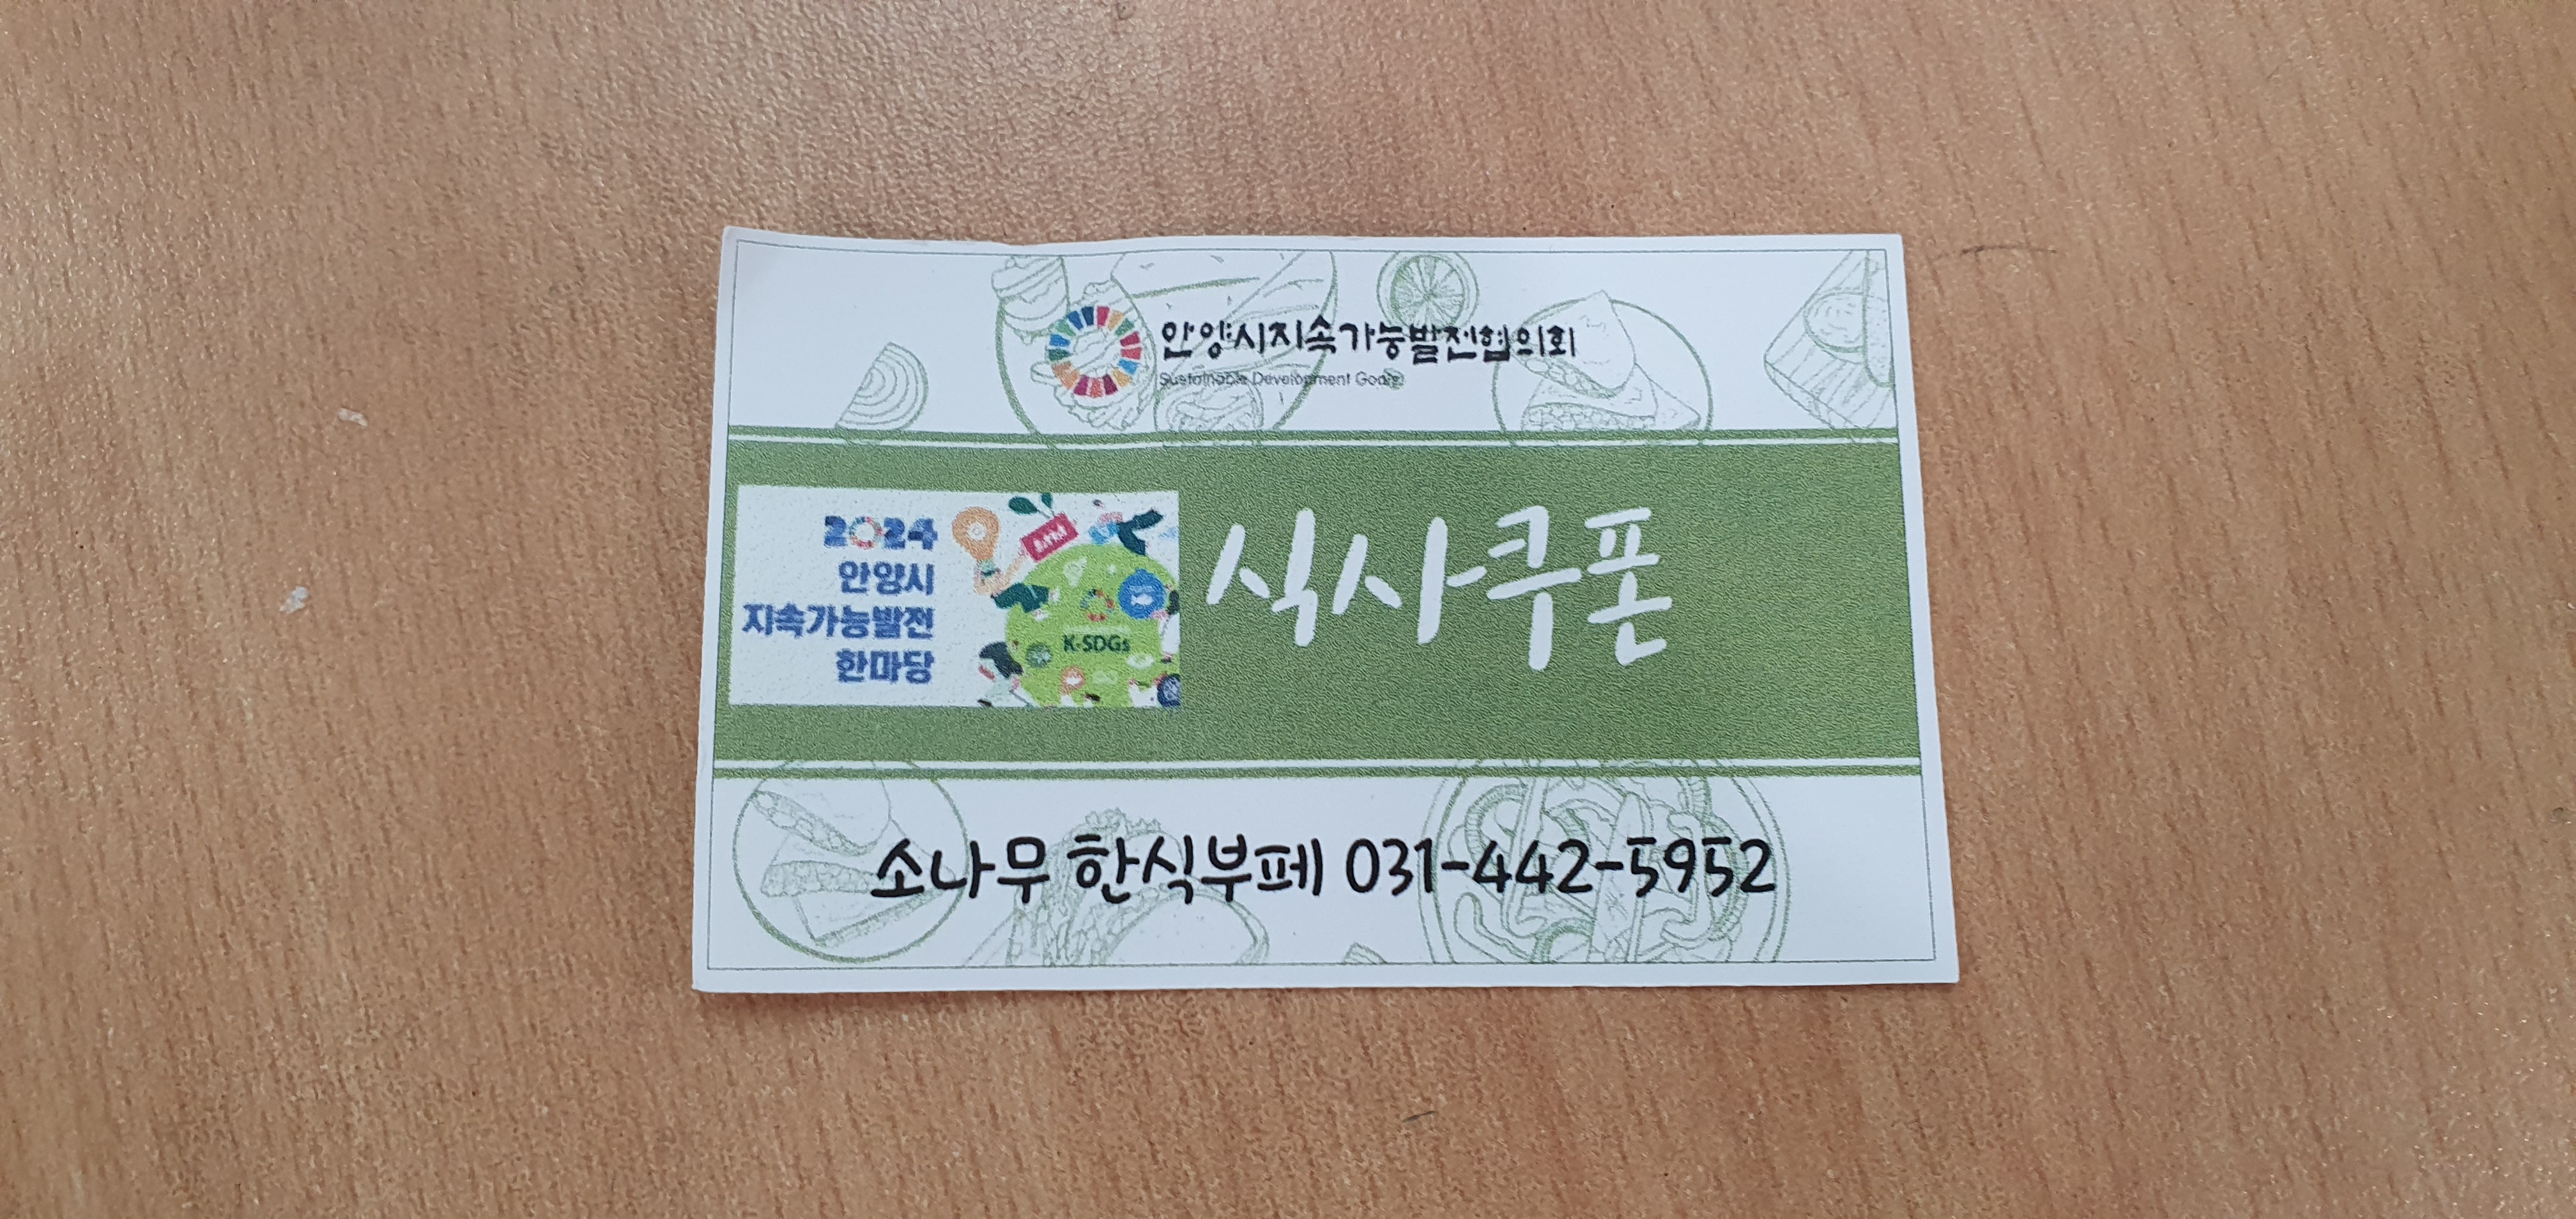 안양시지속가능발전협의회
Sustainable Development Goals
2024
안양시
지속가능발전
한마당
K-SDGs
식사쿠폰
소나무 한식부페 031-442-5952